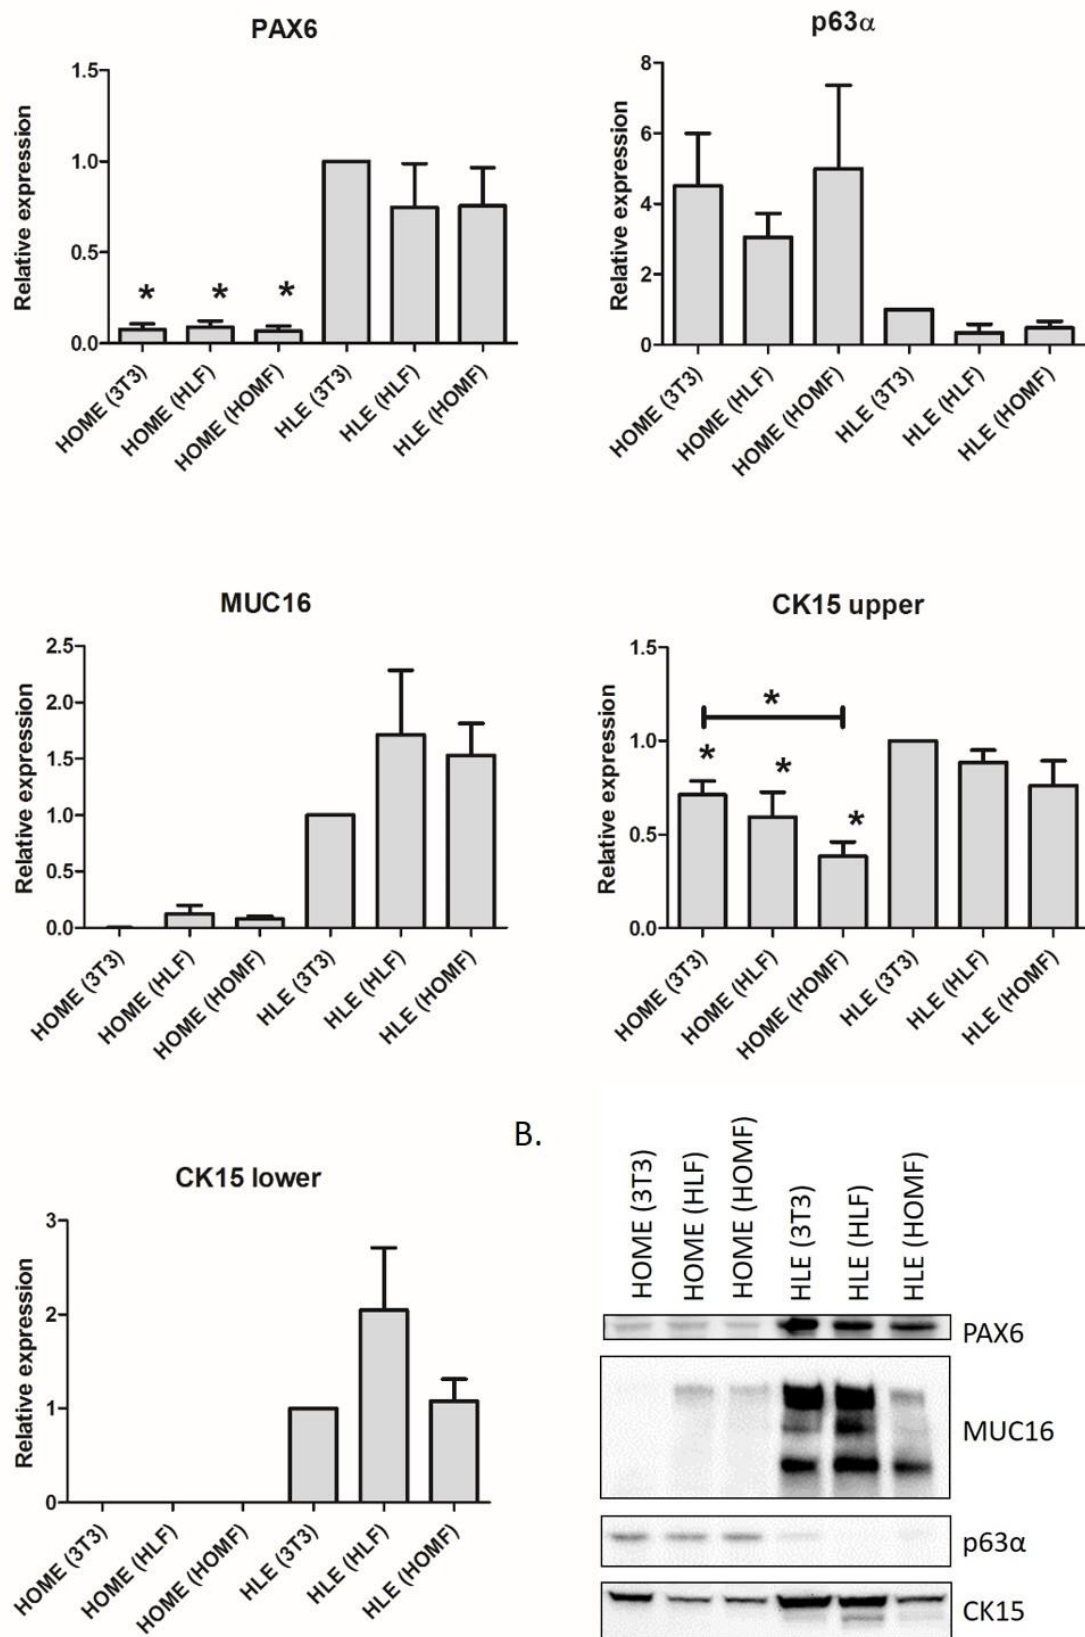 PAX6
Relative expression
1.5
1.0
0.5
0.0
*
*
*
HOME (3T3)
HOME (HLF)
HOME (HOMF)
HLE (3T3)
HLE (HLF)
HLE (HOMF)
p63α
Relative expression
8
6
4
2
0
HOME (3T3)
HOME (HLF)
HOME (HOMF)
HLE (3T3)
HLE (HLF)
HLE (HOMF)
MUC16
Relative expression
2.5
2.0
1.5
1.0
0.5
0.0
HOME (3T3)
HOME (HLF)
HOME (HOMF)
HLE (3T3)
HLE (HLF)
HLE (HOMF)
CK15 upper
Relative expression
1.5
1.0
0.5
0.0
*
*
*
*
HOME (3T3)
HOME (HLF)
HOME (HOMF)
HLE (3T3)
HLE (HLF)
HLE (HOMF)
CK15 lower
Relative expression
3
2
1
0
HOME (3T3)
HOME (HLF)
HOME (HOMF)
HLE (3T3)
HLE (HLF)
HLE (HOMF)
B.
HOME (3T3)
HOME (HLF)
HOME (HOMF)
HLE (3T3)
HLE (HLF)
HLE (HOMF)
PAX6
MUC16
p63α
CK15